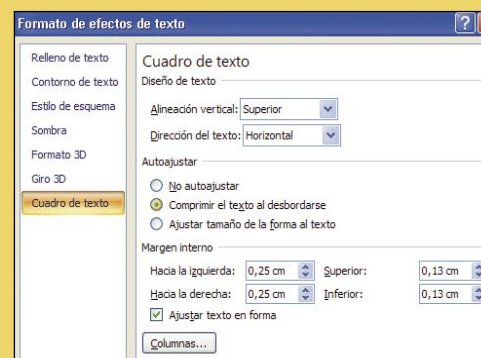 Formato de efectos de texto
Relleno de texto
Contorno de texto
Estilo de esquema
Sombra
Formato 3D
Giro 3D
Cuadro de texto
Cuadro de texto
Diseño de texto
Alineación vertical: Superior
Dirección del texto: Horizontal
Autoajustar
No autoajustar
Comprimir el texto al desbordarse
Ajustar tamaño de la forma al texto
Margen interno
Hacia la izquierda: 0,25 cm Superior: 0,13 cm
Hacia la derecha: 0,25 cm Inferior: 0,13 cm
Ajustar texto en forma
Columnas...